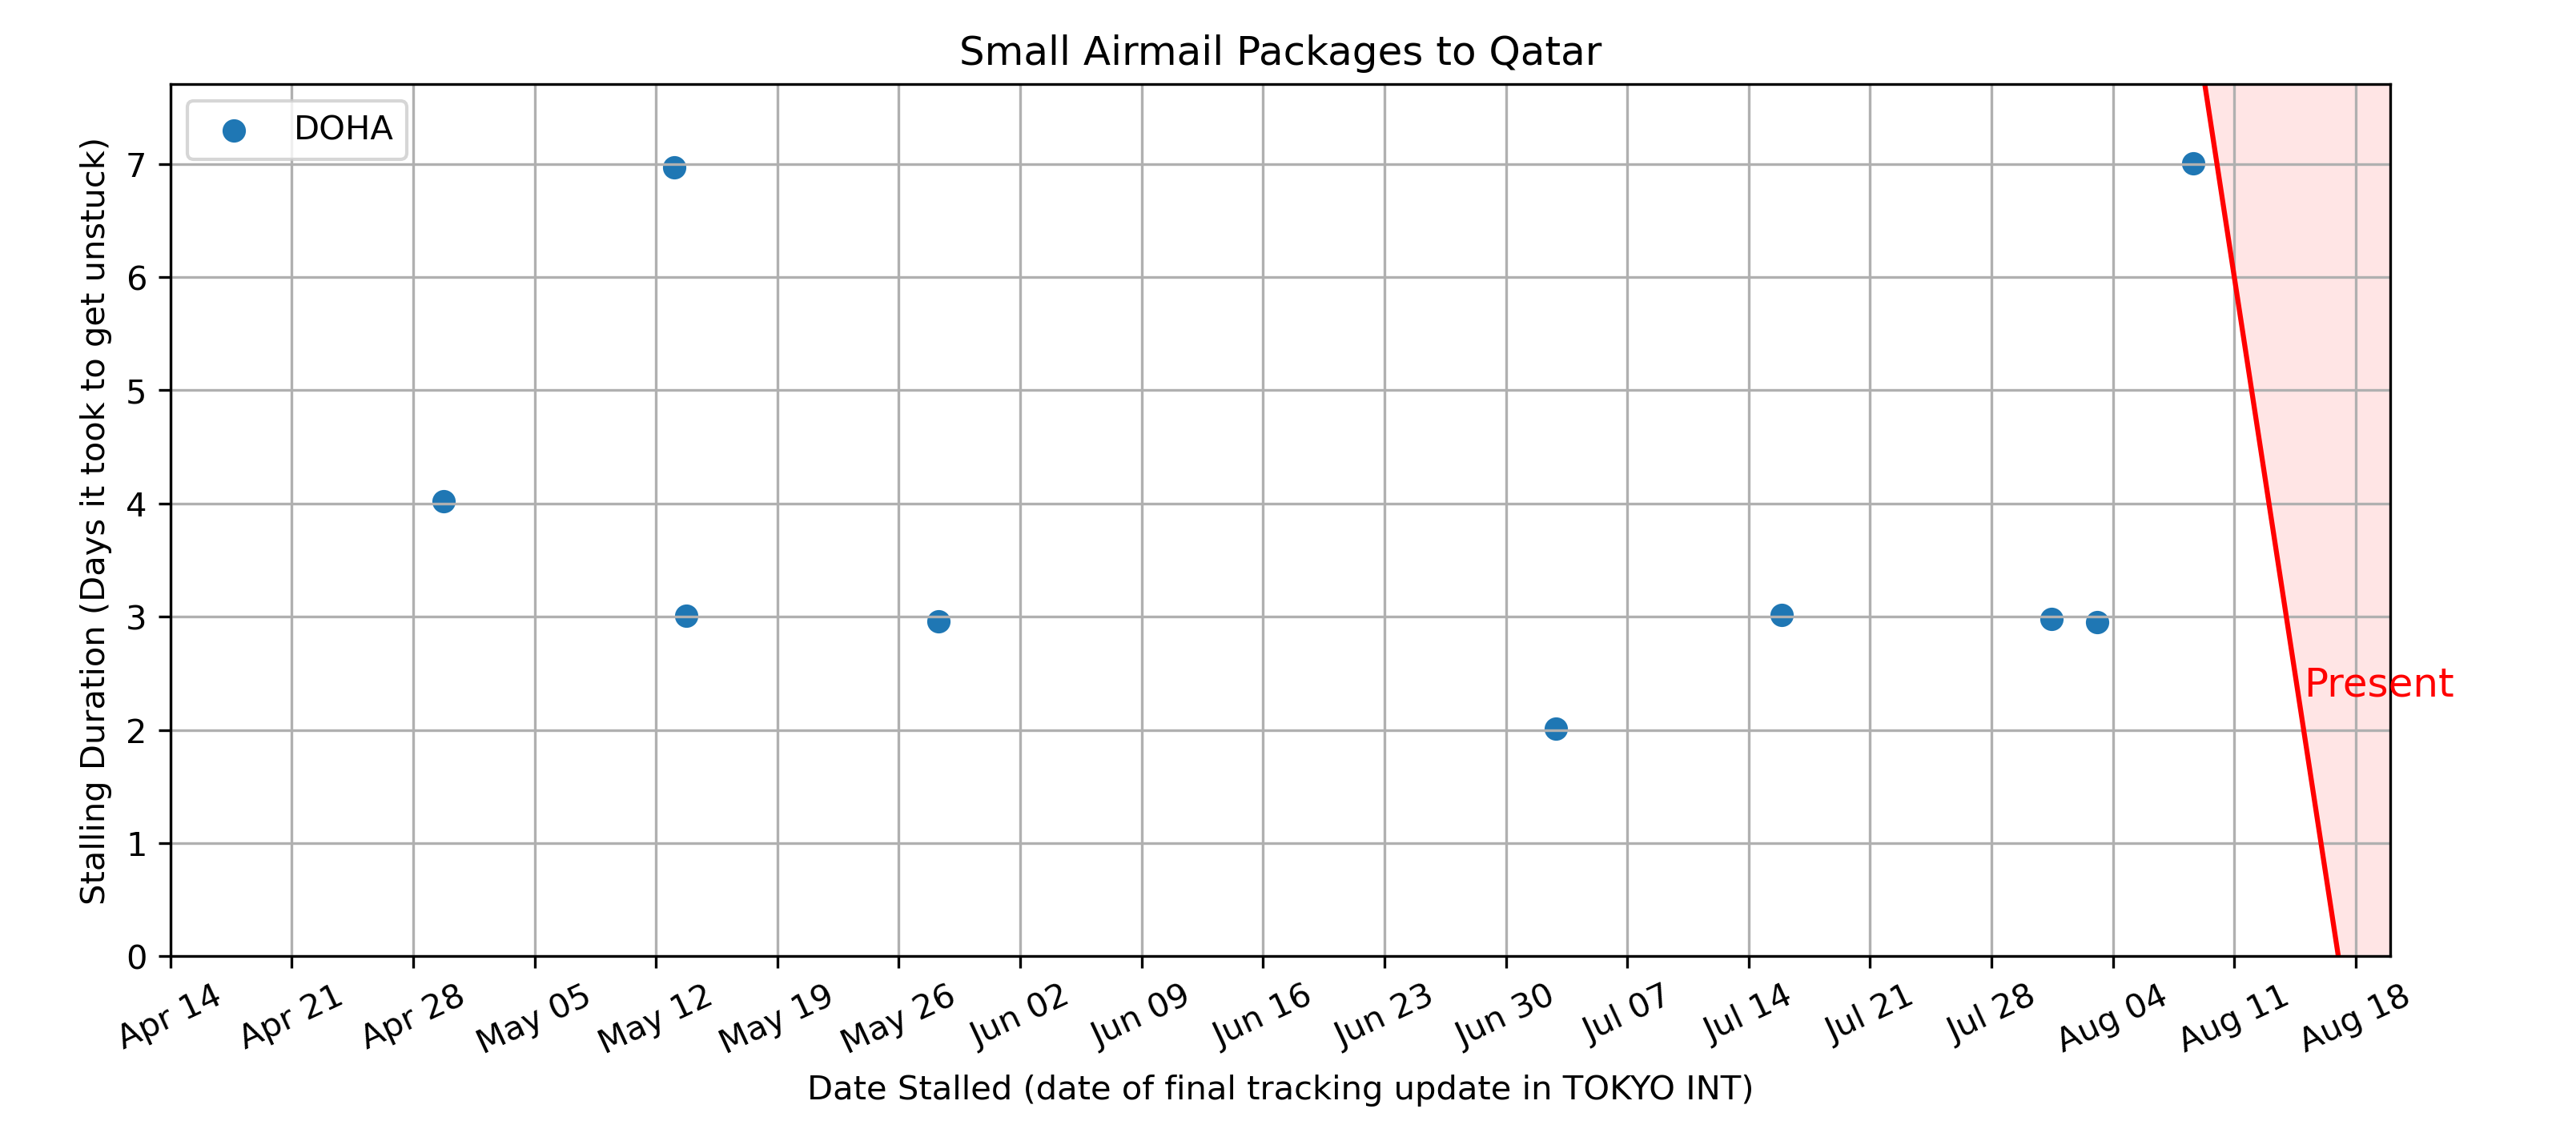 Small Airmail Packages to Qatar
DOHA
Stalling Duration (Days it took to get unstuck)
7
6
5
4
3
2
1
0
Present
Apr 14
Apr 21
Apr 28
May 05
May 12
May 19
May 26
Jun 02
Jun 09
Jun 16
Jun 23
Jun 30
Jul 07
Jul 14
Jul 21
Jul 28
Aug 04
Aug 11
Aug 18
Date Stalled (date of final tracking update in TOKYO INT)